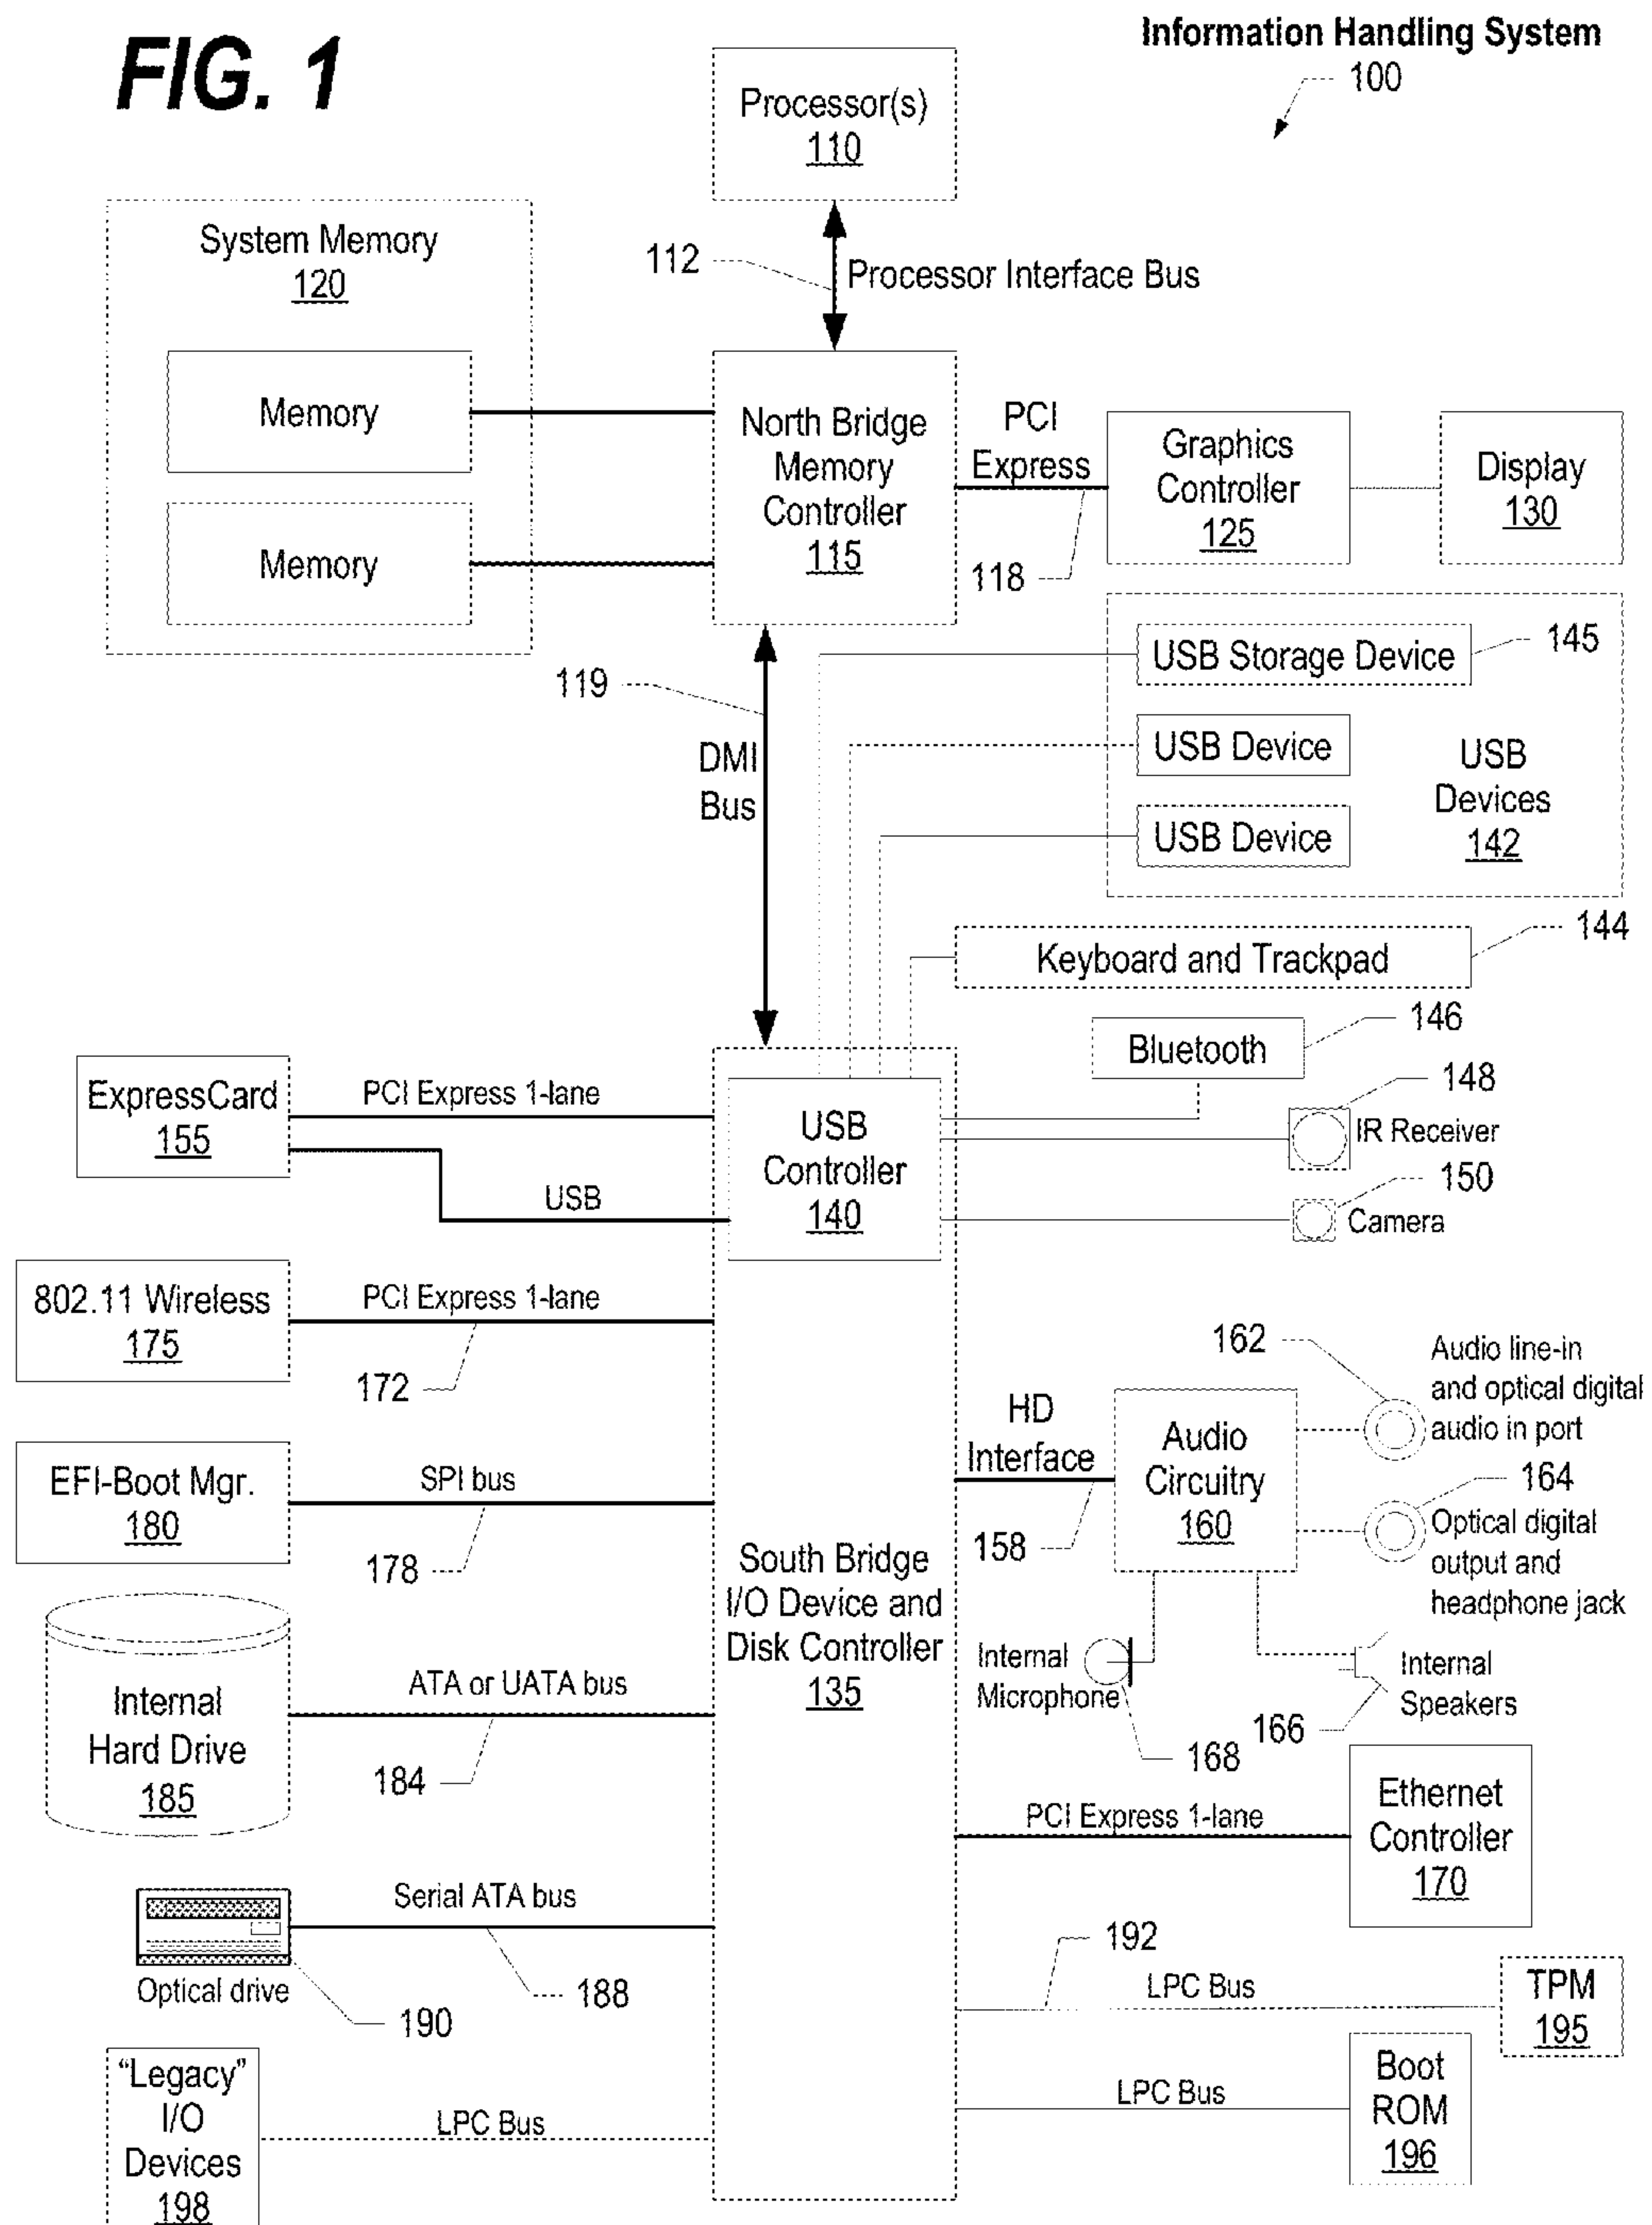 FIG. 1
Information Handling System
100
Processor(s)
110
112
Processor Interface Bus
System Memory
120
Memory
Memory
North Bridge
Memory
Controller
115
PCI
Express
118
Graphics
Controller
125
Display
130
119
DMI
Bus
USB Storage Device
145
USB Device
USB Device
USB
Devices
142
Keyboard and Trackpad
144
Bluetooth
146
148
IR Receiver
150
Camera
USB
Controller
140
ExpressCard
155
PCI Express 1-lane
USB
802.11 Wireless
175
PCI Express 1-lane
172
EFI-Boot Mgr.
180
SPI bus
178
Internal
Hard Drive
185
ATA or UATA bus
184
Optical drive
190
Serial ATA bus
188
"Legacy"
I/O
Devices
198
LPC Bus
South Bridge
I/O Device and
Disk Controller
135
HD
Interface
158
Audio
Circuitry
160
162
Audio line-in
and optical digital
audio in port
164
Optical digital
output and
headphone jack
Internal
Microphone
168
Internal
Speakers
166
PCI Express 1-lane
Ethernet
Controller
170
192
LPC Bus
TPM
195
LPC Bus
Boot
ROM
196